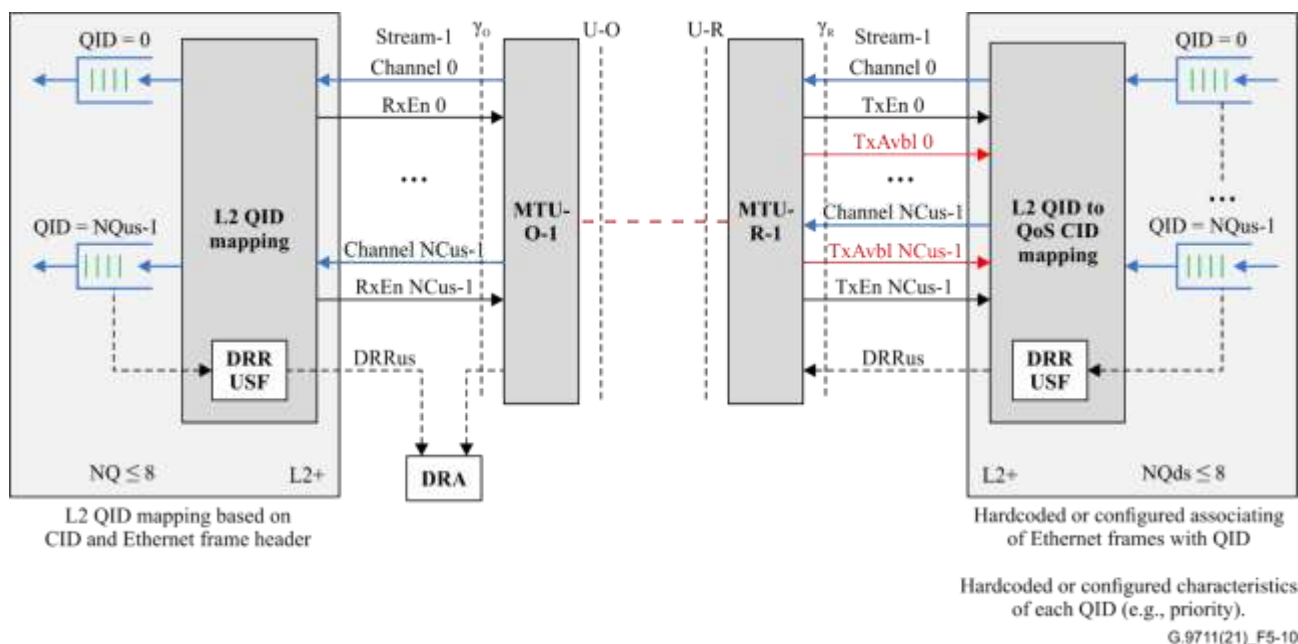 γO
U-O
U-R
γR
QID = 0
Stream-1
Stream-1
QID = 0
Channel 0
Channel 0
RxEn 0
TxEn 0
TxAvbl 0
...
...
...
L2 QID
mapping
MTU-
O-1
MTU-
R-1
L2 QID to
QoS CID
mapping
QID = NQus-1
Channel NCus-1
QID = NQus-1
Channel NCus-1
TxAvbl NCus-1
RxEn NCus-1
TxEn NCus-1
DRR
USF
DRRus
DRRus
DRR
USF
DRA
NQ ≤ 8
L2+
L2+
NQds ≤ 8
L2 QID mapping based on
CID and Ethernet frame header
Hardcoded or configured associating
of Ethernet frames with QID
Hardcoded or configured characteristics
of each QID (e.g., priority).
G.9711(21)_F5-10